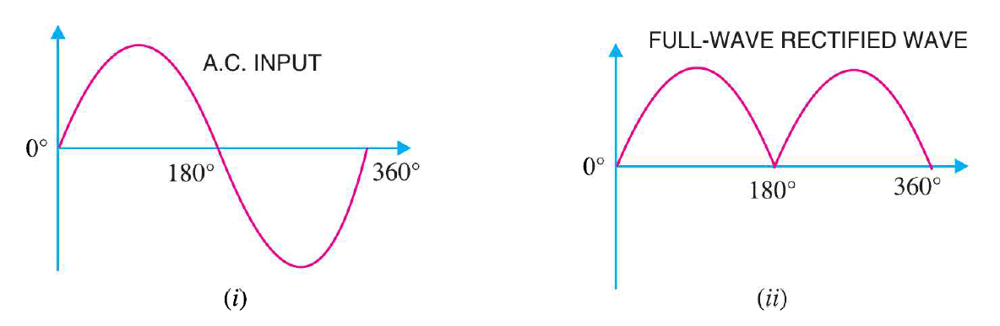 A.C. INPUT
0°
180°
360°
(i)
FULL-WAVE RECTIFIED WAVE
0°
180°
360°
(ii)